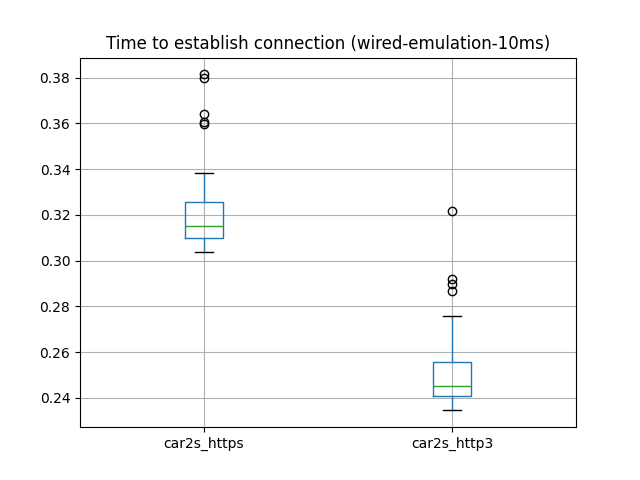 Time to establish connection (wired-emulation-10ms)
0.38
0.36
0.34
0.32
0.30
0.28
0.26
0.24
car2s_https
car2s_http3